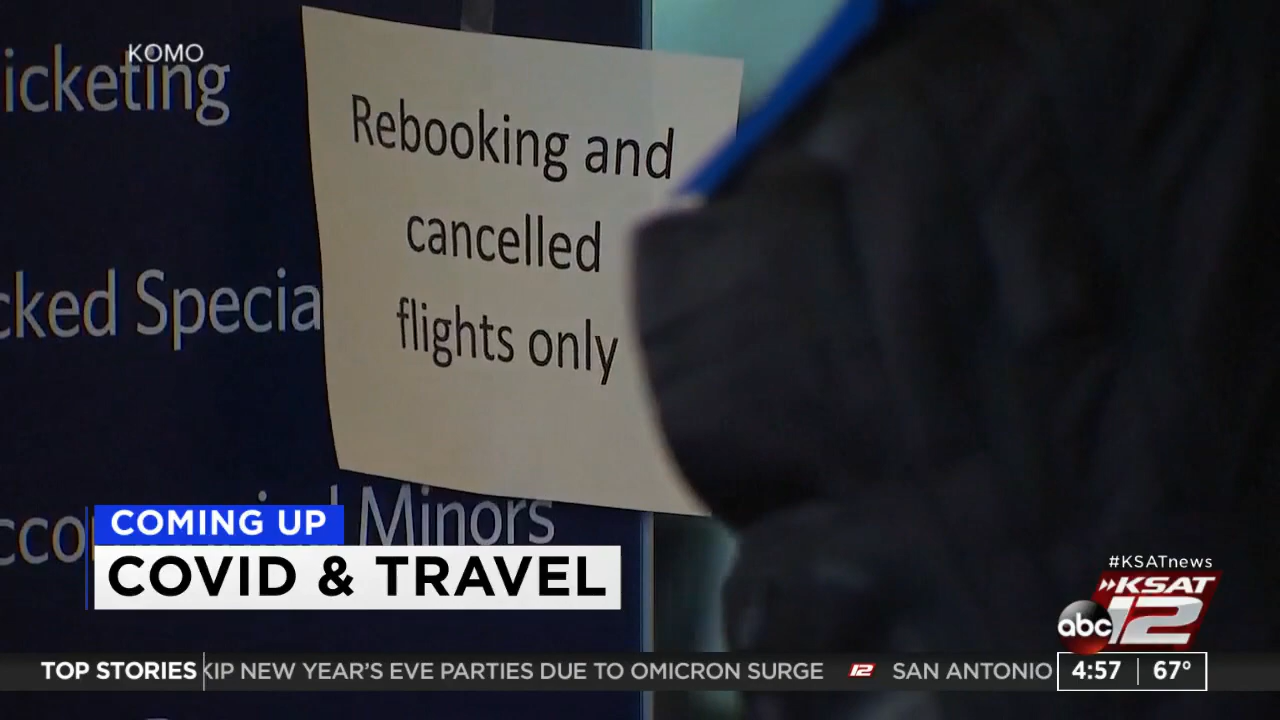 KOMO
icketing
Rebooking and
cancelled
flights only
cked Specia
Minors
COMING UP
COVID & TRAVEL
#KSATnews
KSAT
abc 12
TOP STORIES KIP NEW YEAR'S EVE PARTIES DUE TO OMICRON SURGE 12 SAN ANTONIO 4:57 67°